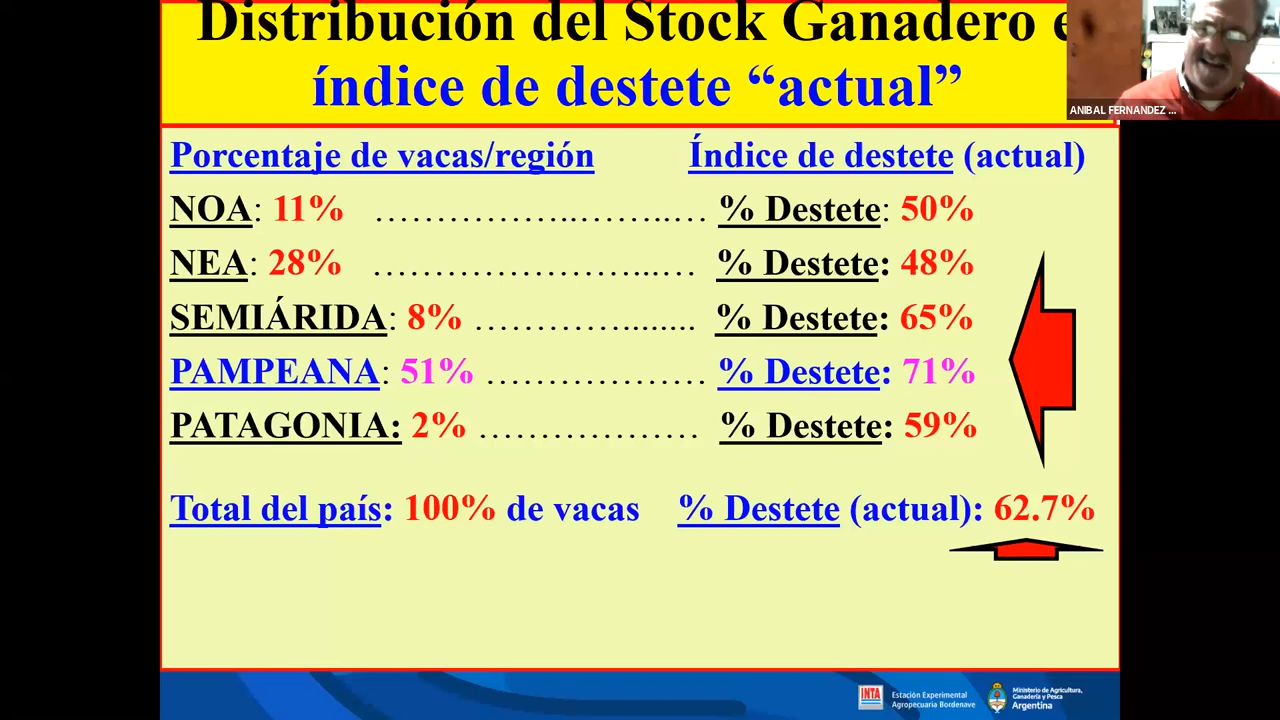 Distribución del Stock Ganadero e
índice de destete “actual”
ANIBAL FERNANDEZ ...
Porcentaje de vacas/región Índice de destete (actual)
NOA: 11% ……………..……..… % Destete: 50%
NEA: 28% ……………………...… % Destete: 48%
SEMIÁRIDA: 8% …………........ % Destete: 65%
PAMPEANA: 51% ……………… % Destete: 71%
PATAGONIA: 2% ……………… % Destete: 59%
Total del país: 100% de vacas % Destete (actual): 62.7%
INTA
Estación Experimental
Agropecuaria Bordenave
Ministerio de Agricultura,
Ganadería y Pesca
Argentina